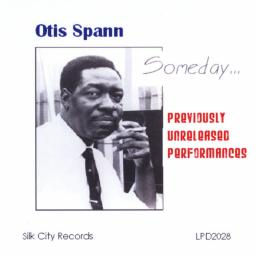 Otis Spann
Someday...
PREVIOUSLY
UNRELEASED
PERFORMANCES
Silk City Records
LPD2028